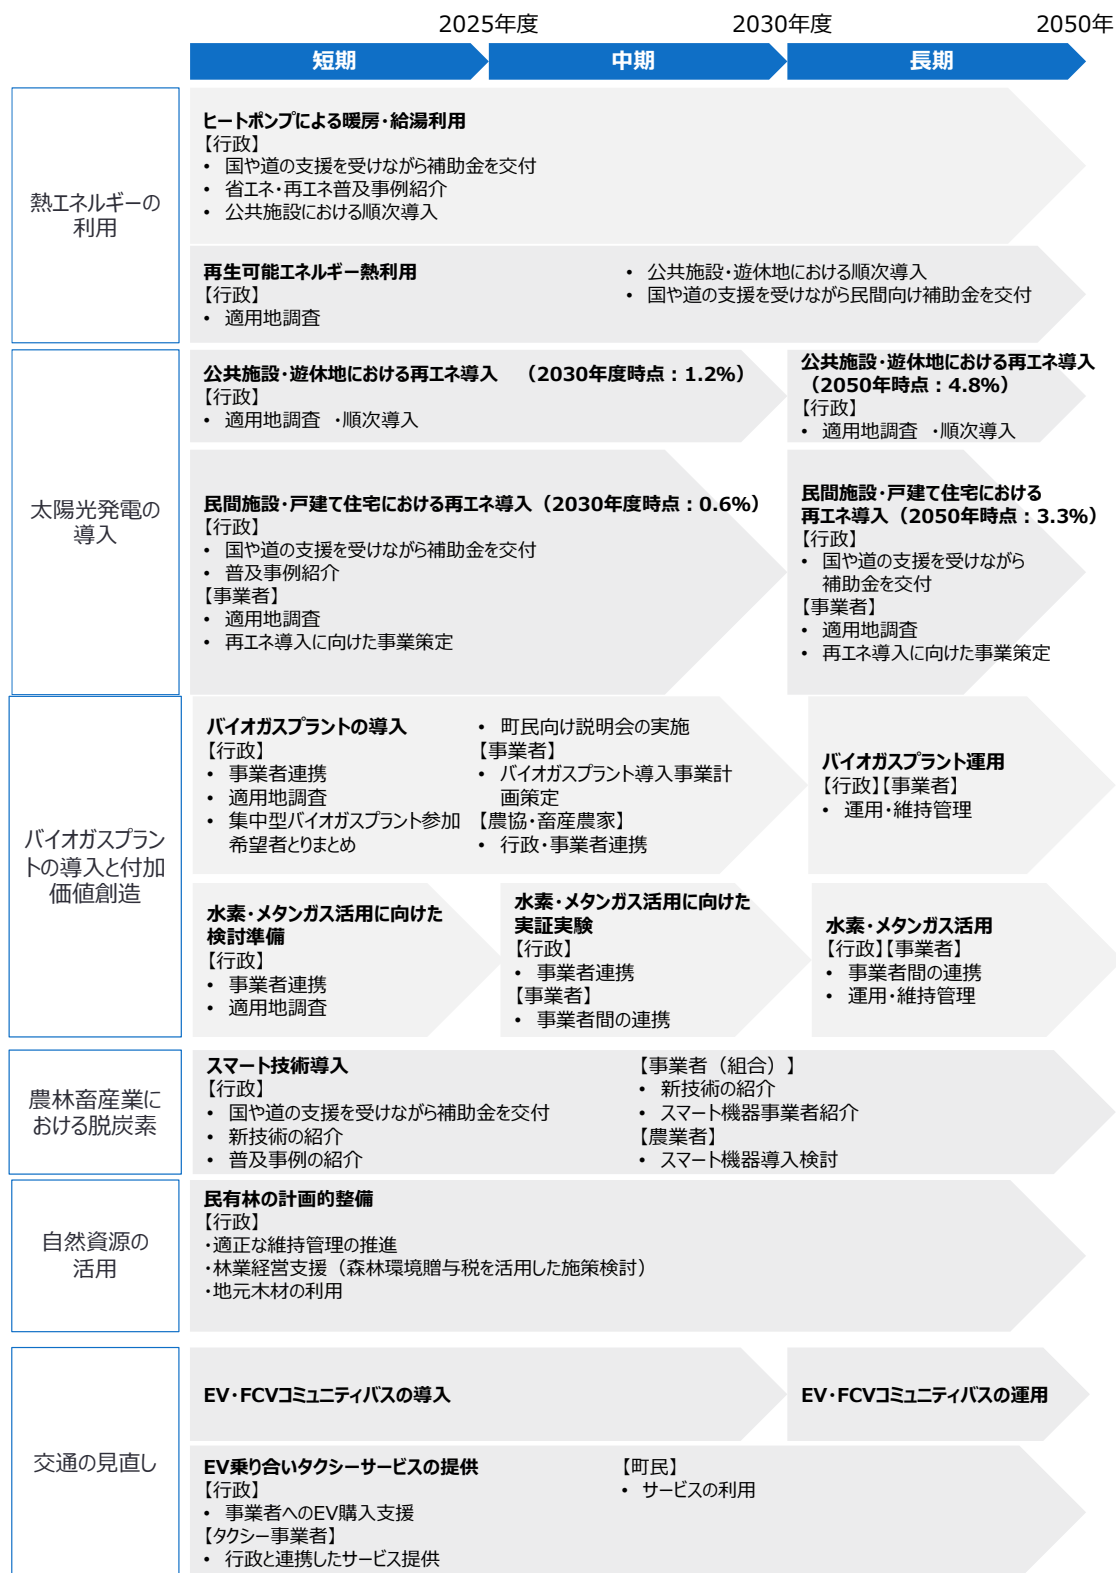 2025年度
2030年度
2050年
短期
中期
長期
熱エネルギーの
利用
ヒートポンプによる暖房・給湯利用
【行政】
• 国や道の支援を受けながら補助金を交付
• 省エネ・再エネ普及事例紹介
• 公共施設における順次導入
再生可能エネルギー熱利用
【行政】
• 適用地調査
• 公共施設・遊休地における順次導入
• 国や道の支援を受けながら民間向け補助金を交付
太陽光発電の
導入
公共施設・遊休地における再エネ導入 （2030年度時点：1.2%）
【行政】
• 適用地調査 ・順次導入
公共施設・遊休地における再エネ導入
（2050年時点：4.8%）
【行政】
• 適用地調査 ・順次導入
民間施設・戸建て住宅における再エネ導入（2030年度時点：0.6%）
【行政】
• 国や道の支援を受けながら補助金を交付
• 普及事例紹介
【事業者】
• 適用地調査
• 再エネ導入に向けた事業策定
民間施設・戸建て住宅における
再エネ導入（2050年時点：3.3%）
【行政】
• 国や道の支援を受けながら
補助金を交付
【事業者】
• 適用地調査
• 再エネ導入に向けた事業策定
バイオガスプラン
トの導入と付加
価値創造
バイオガスプラントの導入
【行政】
• 事業者連携
• 適用地調査
• 集中型バイオガスプラント参加
希望者とりまとめ
• 町民向け説明会の実施
【事業者】
• バイオガスプラント導入事業計
画策定
【農協・畜産農家】
• 行政・事業者連携
バイオガスプラント運用
【行政】【事業者】
• 運用・維持管理
水素・メタンガス活用に向けた
検討準備
【行政】
• 事業者連携
• 適用地調査
水素・メタンガス活用に向けた
実証実験
【行政】
• 事業者連携
【事業者】
• 事業者間の連携
水素・メタンガス活用
【行政】【事業者】
• 事業者間の連携
• 運用・維持管理
農林畜産業に
おける脱炭素
スマート技術導入
【行政】
• 国や道の支援を受けながら補助金を交付
• 新技術の紹介
• 普及事例の紹介
【事業者（組合）】
• 新技術の紹介
• スマート機器事業者紹介
【農業者】
• スマート機器導入検討
自然資源の
活用
民有林の計画的整備
【行政】
・適正な維持管理の推進
・林業経営支援（森林環境贈与税を活用した施策検討）
・地元木材の利用
交通の見直し
EV・FCVコミュニティバスの導入
EV・FCVコミュニティバスの運用
EV乗り合いタクシーサービスの提供
【行政】
• 事業者へのEV購入支援
【タクシー事業者】
• 行政と連携したサービス提供
【町民】
• サービスの利用